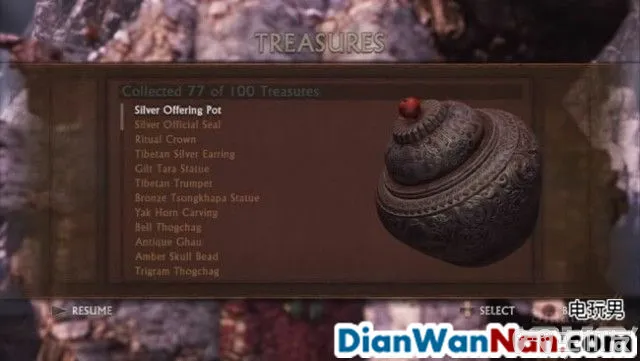 TREASURES
Collected 77 of 100 Treasures
Silver Offering Pot
Silver Official Seal
Ritual Crown
Tibetan Silver Earring
Gilt Tara Statue
Tibetan Trumper
Bronze Tsongkhapa Statue
Yak Horn Carving
Bell Thogchag
Antique Ghau
Amber Skull Bead
Trigram Thogchag
RESUME
SELECT
电玩男
DianWanNan.com